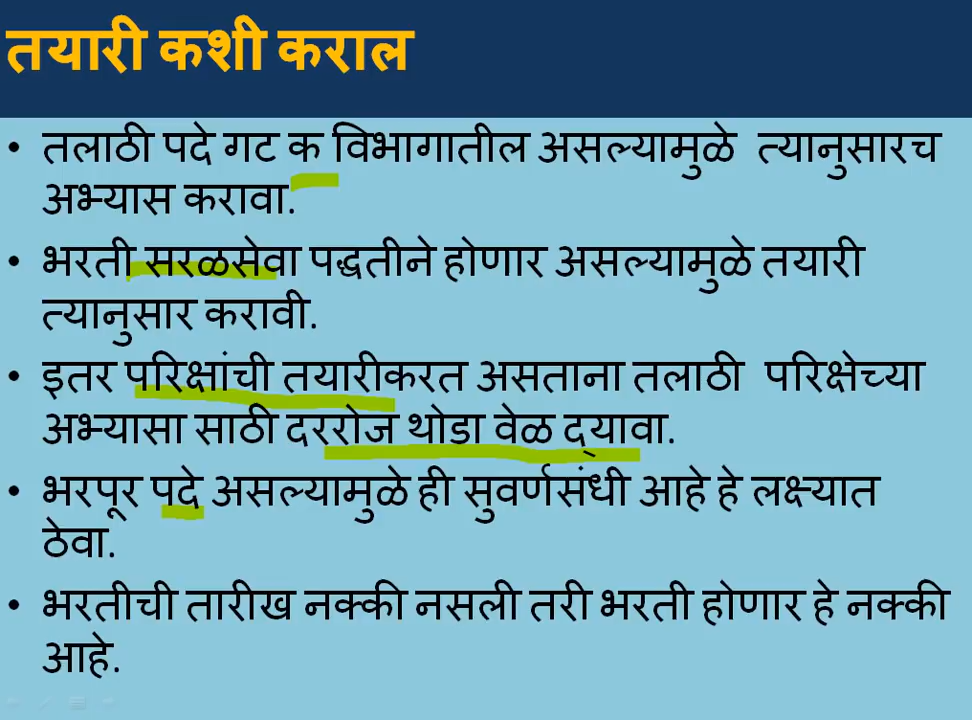 तयारी कशी कराल
• तलाठी पदे गट क विभागातील असल्यामुळे त्यानुसारच
अभ्यास करावा.
• भरती सरळसेवा पद्धतीने होणार असल्यामुळे तयारी
त्यानुसार करावी.
• इतर परिक्षांची तयारीकरत असताना तलाठी परिक्षेच्या
अभ्यासा साठी दररोज थोडा वेळ द्यावा.
• भरपूर पदे असल्यामुळे ही सुवर्णसंधी आहे हे लक्ष्यात
ठेवा.
• भरतीची तारीख नक्की नसली तरी भरती होणार हे नक्की
आहे.